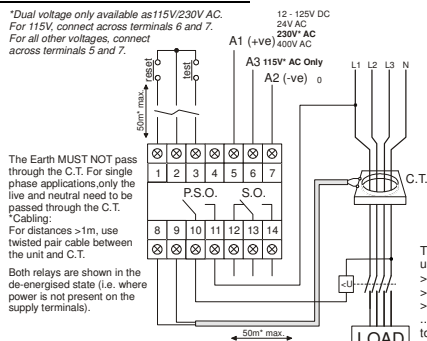 *Dual voltage only available as115V/230V AC.
For 115V, connect across terminals 6 and 7.
For all other voltages, connect
across terminals 5 and 7.
12 - 125V DC
24V AC
230V* AC
400V AC
A1 (+ve)
A3 115V* AC Only
A2 (-ve) 0
reset
test
50m* max.
L1 L2 L3 N
C.T.
The Earth MUST NOT pass
through the C.T. For single
phase applications,only the
live and neutral need to be
passed through the C.T.
*Cabling:
For distances >1m, use
twisted pair cable between
the unit and C.T.
Both relays are shown in the
de-energised state (i.e. where
power is not present on the
supply terminals).
1 2 3 4 5 6 7
P.S.O. S.O.
8 9 10 11 12 13 14
<U
50m* max.
LOAD
T
u
>
>
>
..
to